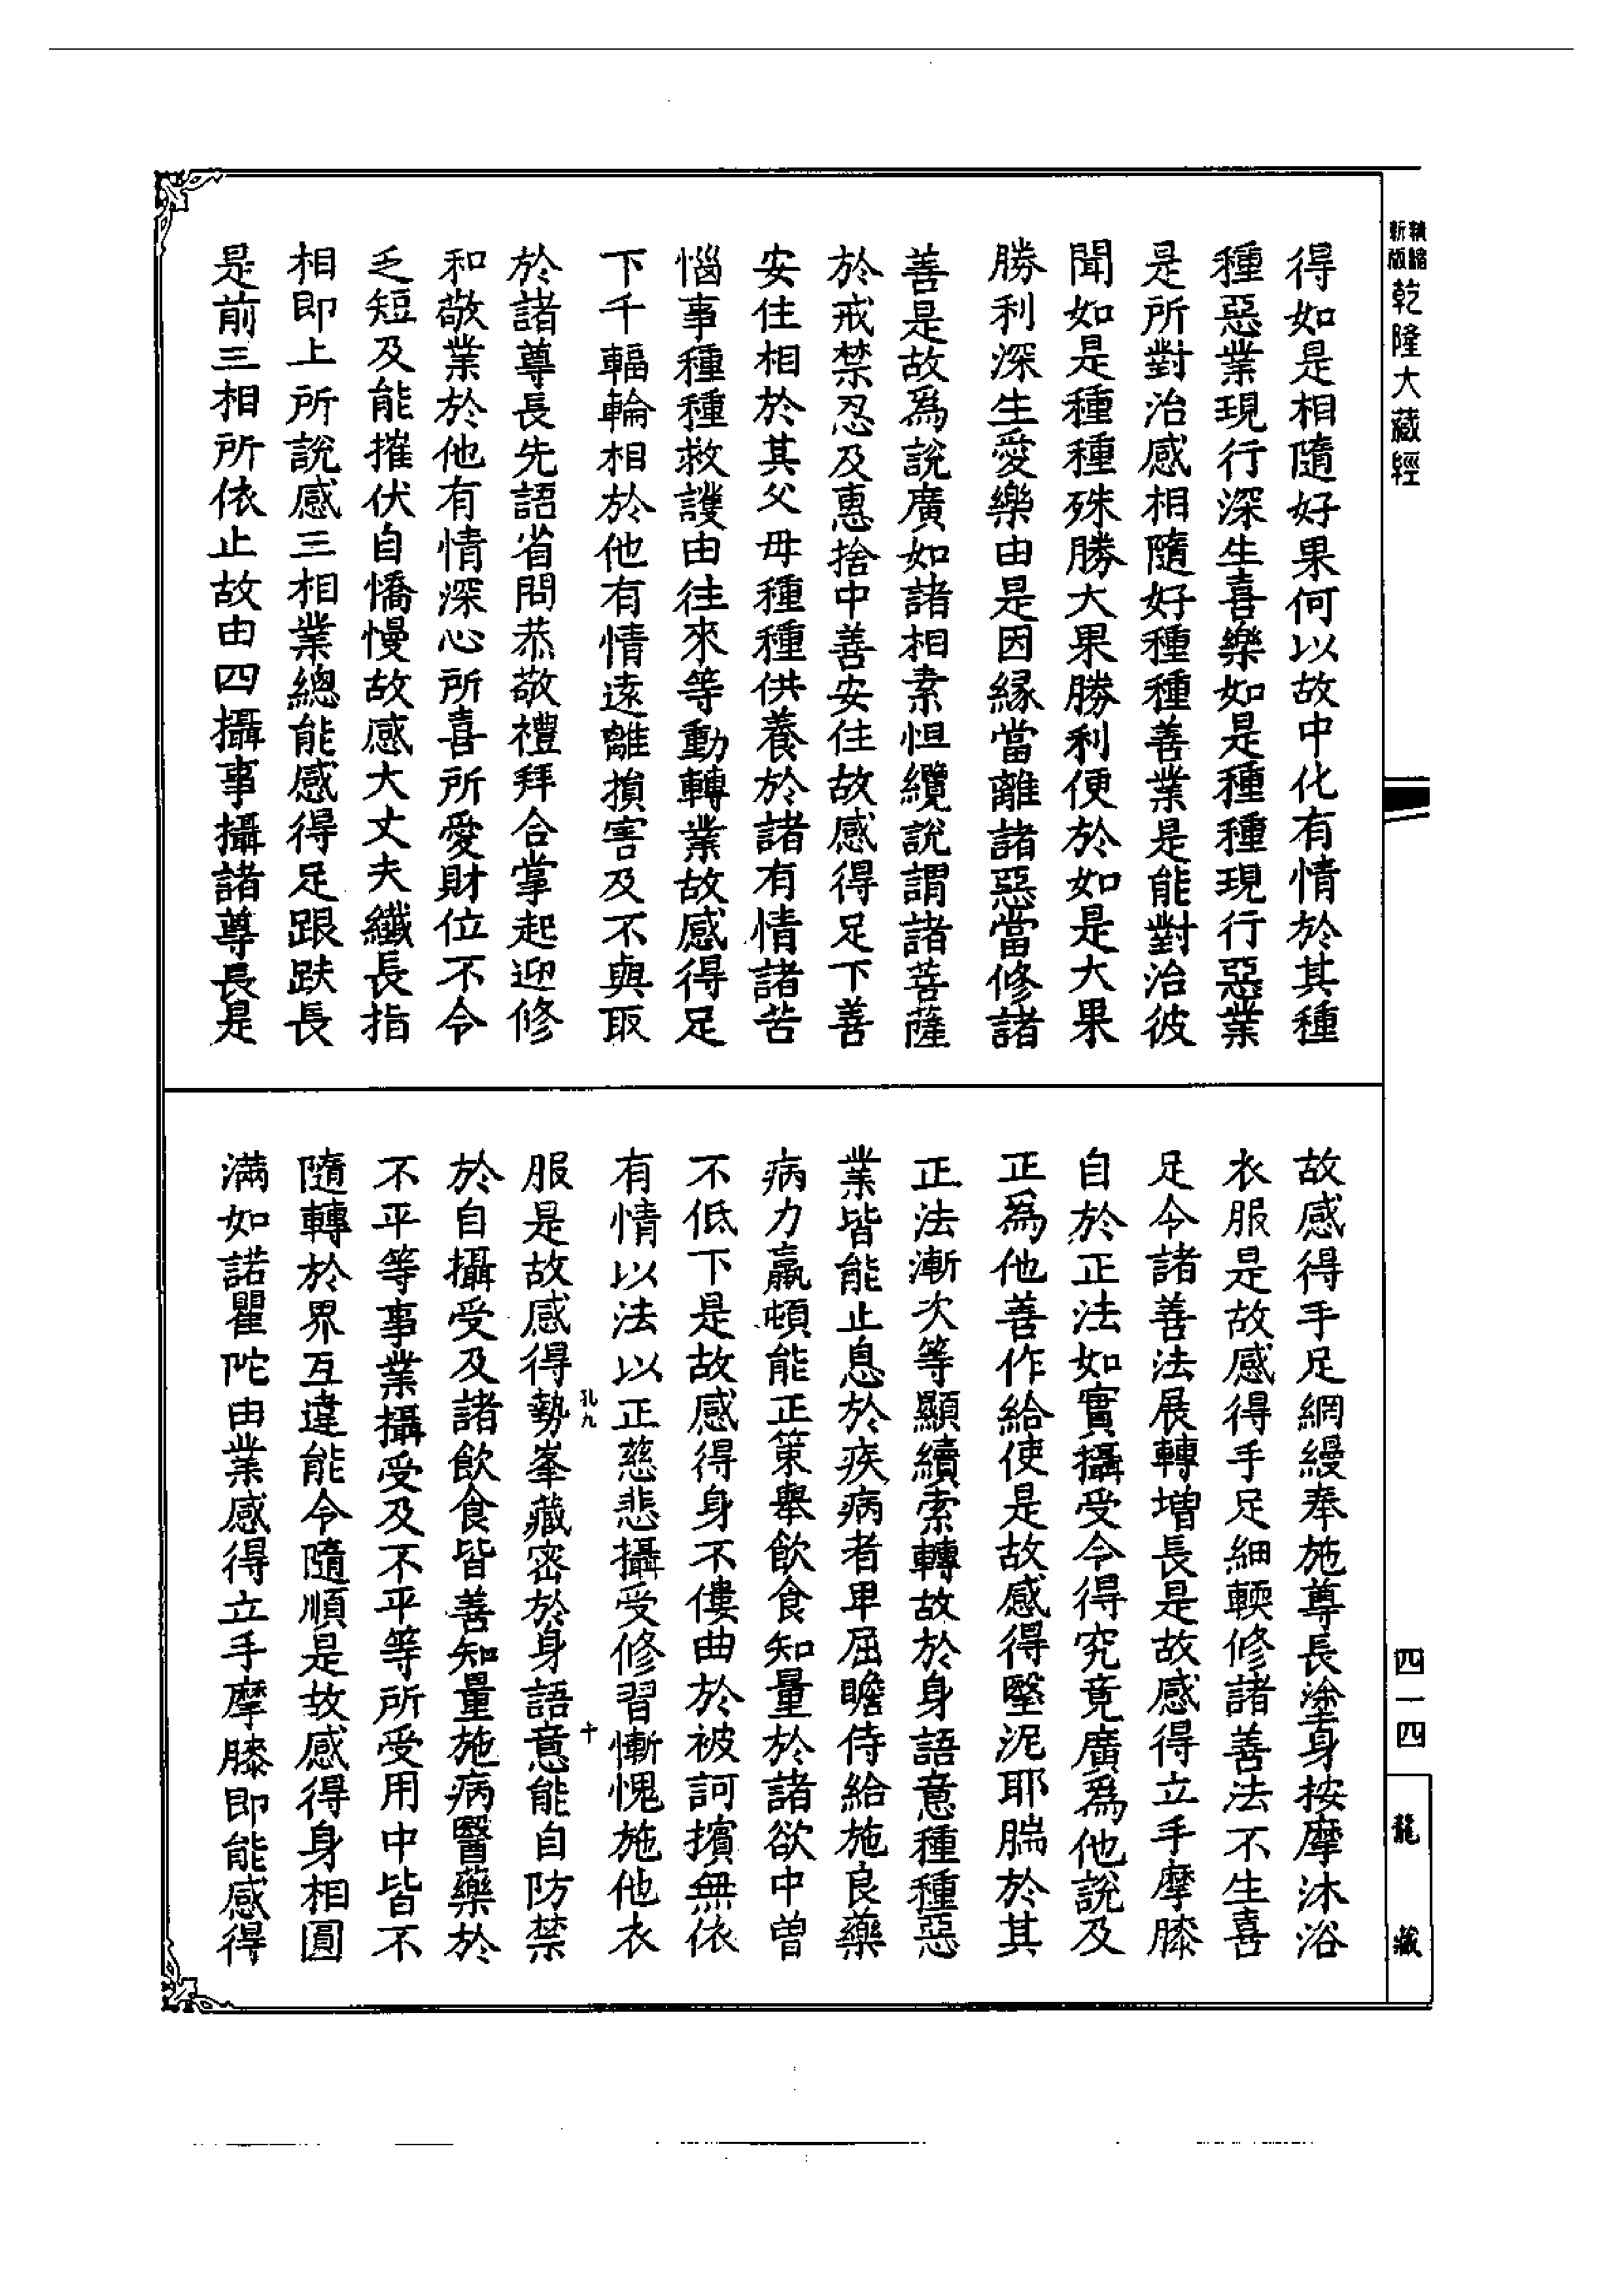 新版精縮乾隆大藏經
得如是相隨好果何以故中化有情於其種
種惡業現行深生喜樂如是種種現行惡業
是所對治感相隨好種種善業是能對治彼
聞如是種種殊勝大果勝利便於如是大果
勝利深生愛樂由是因緣當離諸惡當修諸
善是故爲說廣如諸相素怛纜說謂諸菩薩
於戒禁忍及惠捨中善安住故感得足下善
安住相於其父母種種供養於諸有情諸苦
惱事種種救護由往來等動轉業故感得足
下千輻輪相於他有情遠離損害及不與取
於諸尊長先語省問恭敬禮拜合掌起迎修
和敬業於他有情深心所喜所愛財位不令
乏短及能摧伏自憍慢故感大丈夫纖長指
相即上所說感三相業總能感得足跟趺長
是前三相所依止故由四攝事攝諸尊長是
故感得手足網縵奉施尊長塗身按摩沐浴
衣服是故感得手足細輭修諸善法不生喜
足令諸善法展轉增長是故感得立手摩膝
自於正法如實攝受令得究竟廣爲他說及
正爲他善作給使是故感得瑿泥耶腨於其
正法漸次等顯續索轉故於身語意種種惡
業皆能止息於疾病者卑屈瞻侍給施良藥
病力羸頓能正策舉飲食知量於諸欲中曾
不低下是故感得身不僂曲於被訶擯無依
有情以法以正慈悲攝受修習慚愧施他衣
服是故感得勢峯藏密於身語意能自防禁
孔九
十
於自攝受及諸飲食皆善知量施病醫藥於
不平等事業攝受及不平等所受用中皆不
隨轉於界互違能令隨順是故感得身相圓
滿如諾瞿陀由業感得立手摩膝即能感得
四一四
龍藏